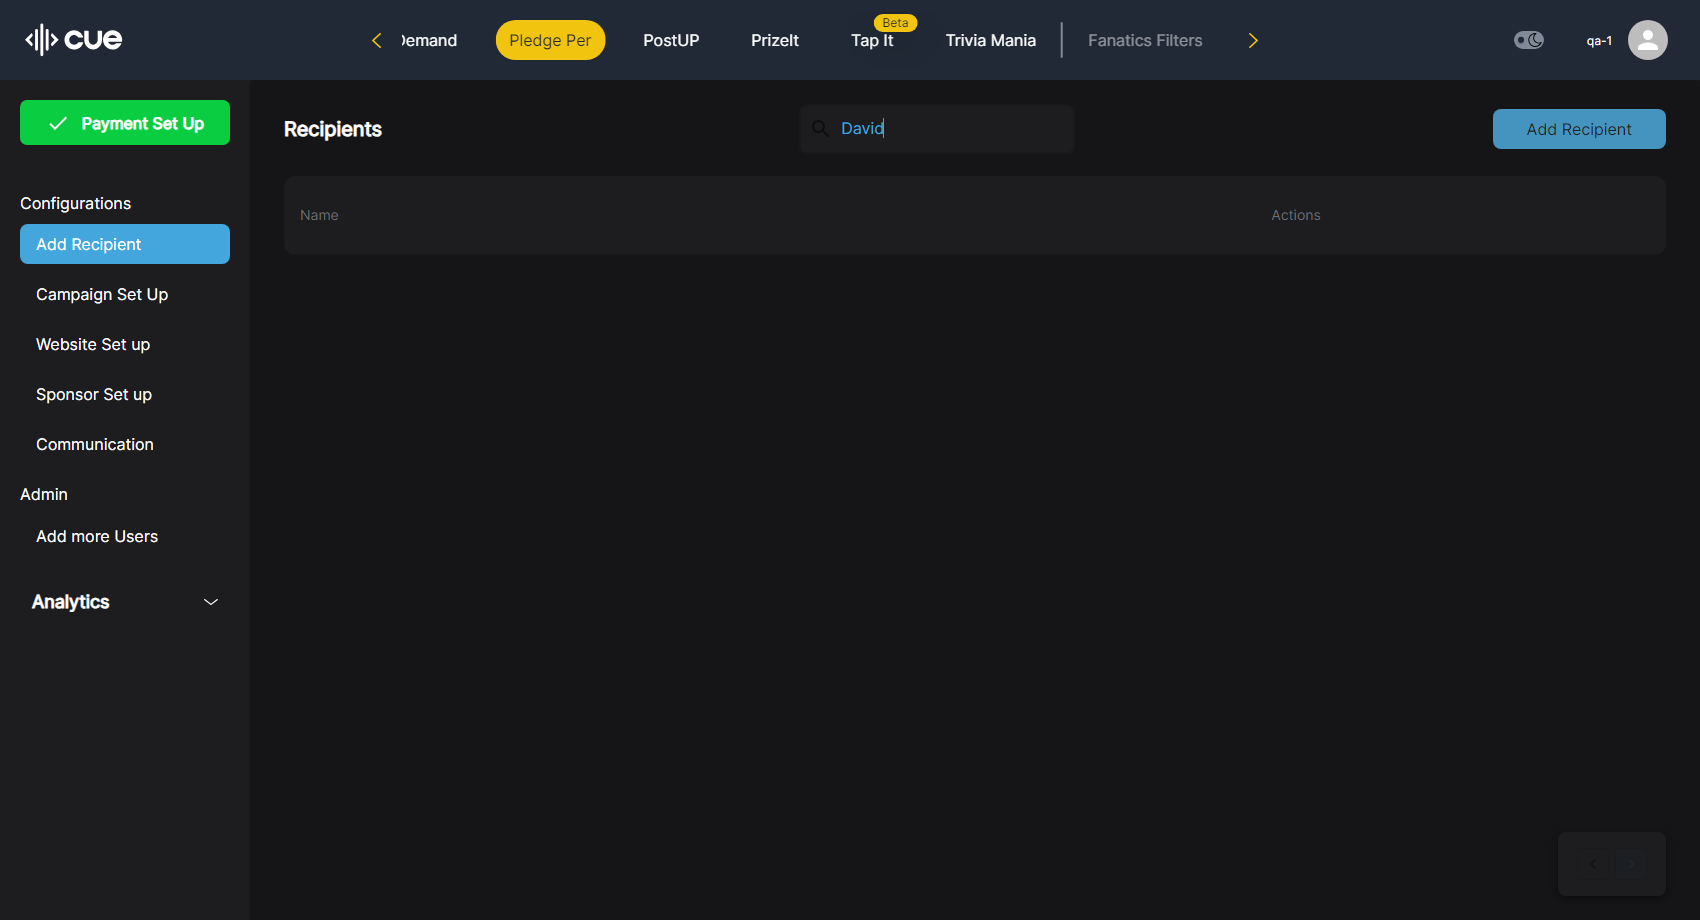 cue
Demand
Pledge Per
PostUP
PrizeIt
Beta
Tap It
Trivia Mania
Fanatics Filters
qa-1
Payment Set Up
Configurations
Add Recipient
Campaign Set Up
Website Set up
Sponsor Set up
Communication
Admin
Add more Users
Analytics
Recipients
David
Add Recipient
Name
Actions